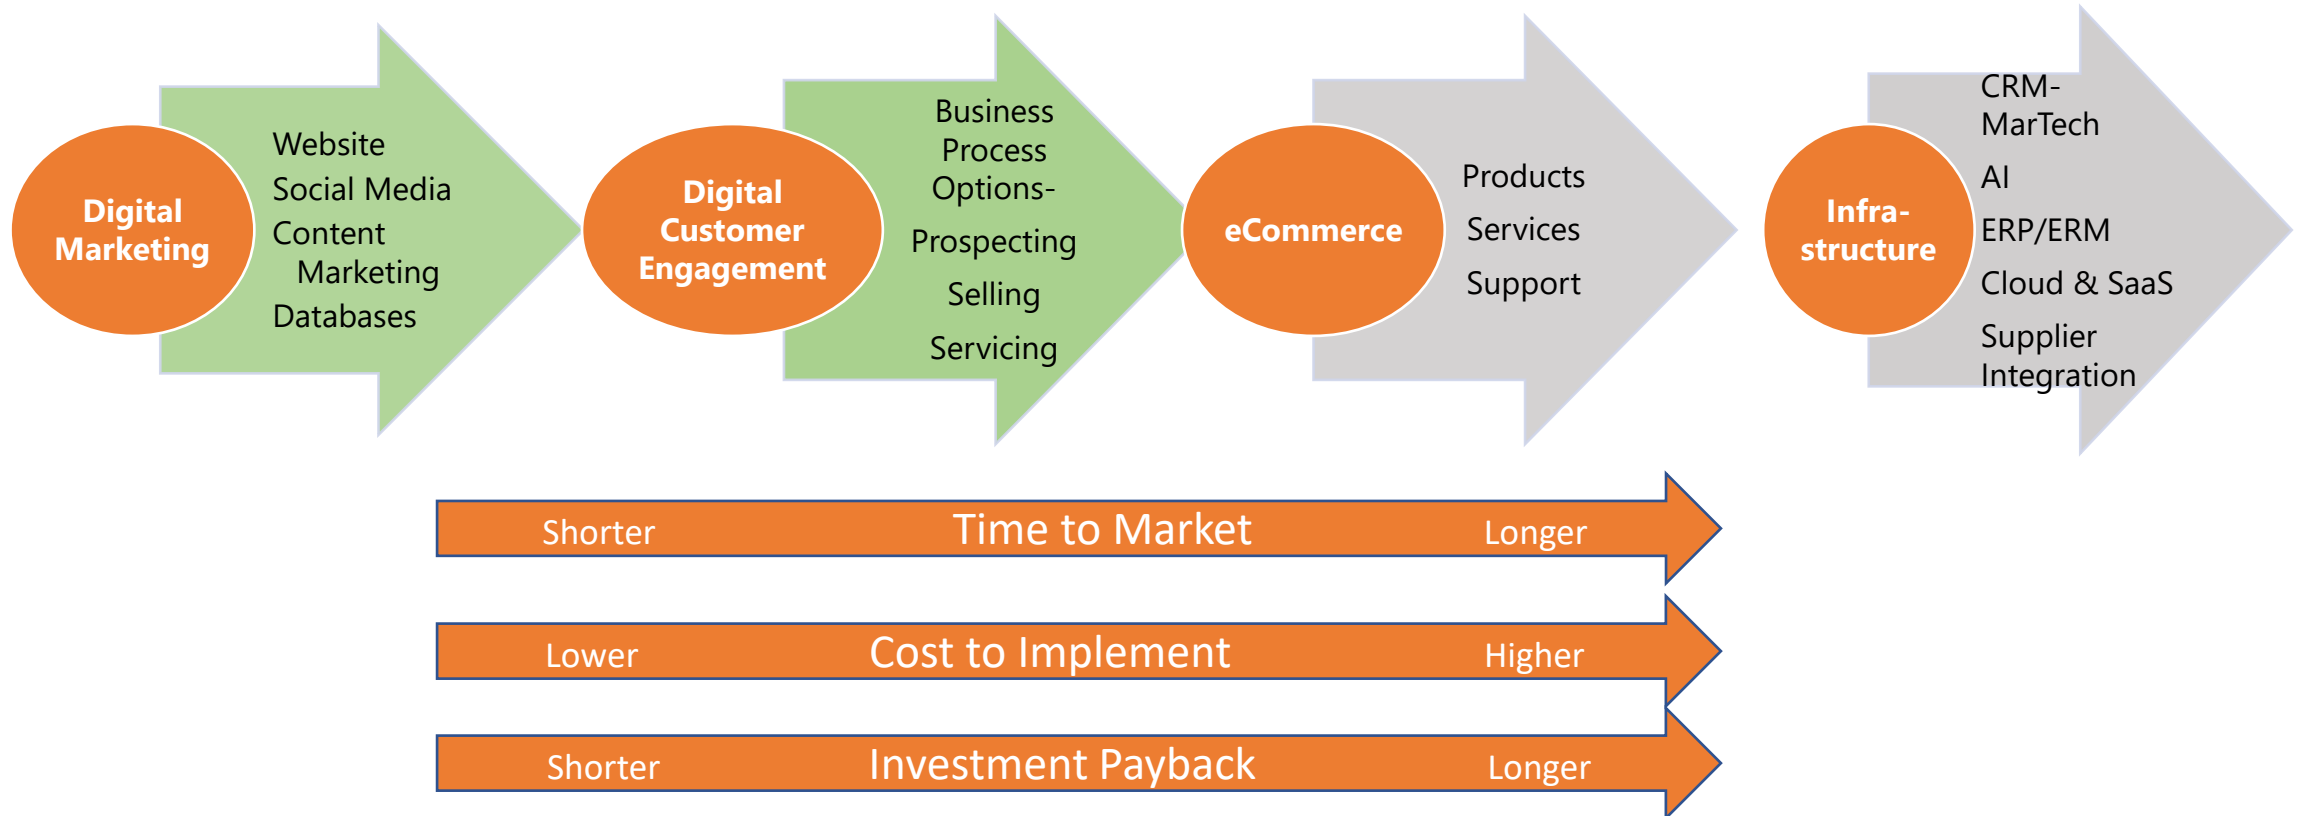 Digital
Marketing
Website
Social Media
Content
Marketing
Databases
Digital
Customer
Engagement
Business
Process
Options-
Prospecting
Selling
Servicing
eCommerce
Products
Services
Support
Infra-
structure
CRM-
MarTech
AI
ERP/ERM
Cloud & SaaS
Supplier
Integration
Shorter Time to Market Longer
Lower Cost to Implement Higher
Shorter Investment Payback Longer